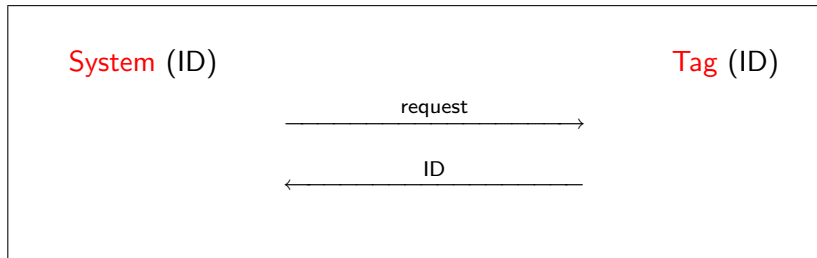 System (ID) Tag (ID)
request
ID